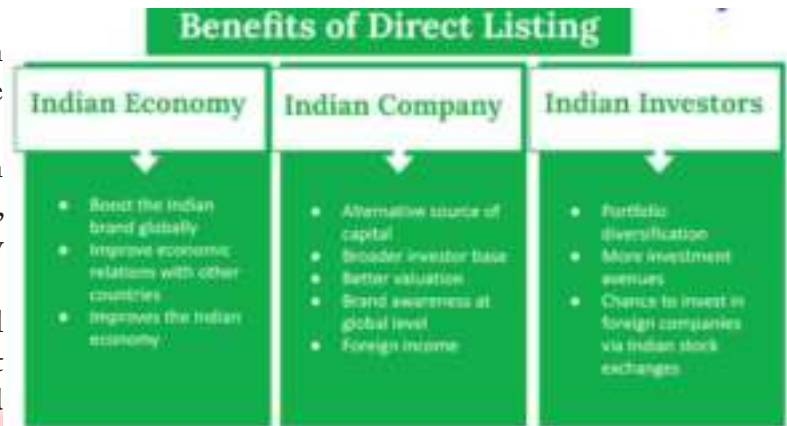 Benefits of Direct Listing
Indian Economy
● Boost the Indian
brand globally
● Improve economic
relations with other
countries
● Improves the Indian
economy
Indian Company
● Alternative source of
capital
● Broader investor base
● Better valuation
● Brand awareness at
global level
● Foreign income
Indian Investors
● Portfolio
diversification
● More investment
avenues
● Chance to invest in
foreign companies
via Indian stock
exchanges